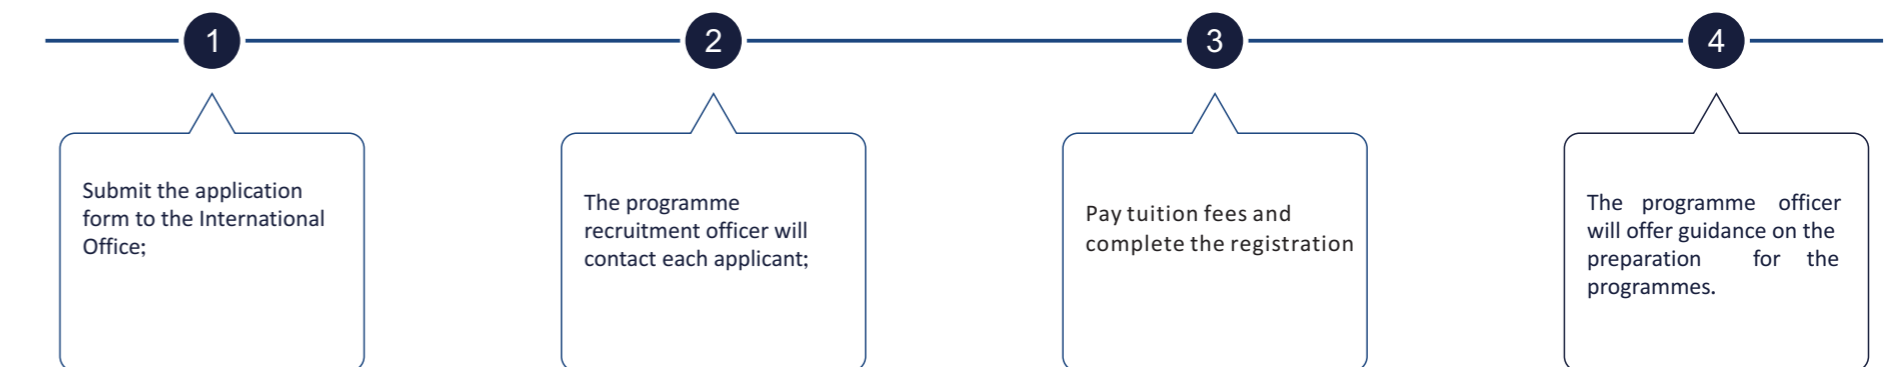 1
2
3
4
Submit the application
form to the International
Office;
The programme
recruitment officer will
contact each applicant;
Pay tuition fees and
complete the registration
The programme officer
will offer guidance on the
preparation for the
programmes.